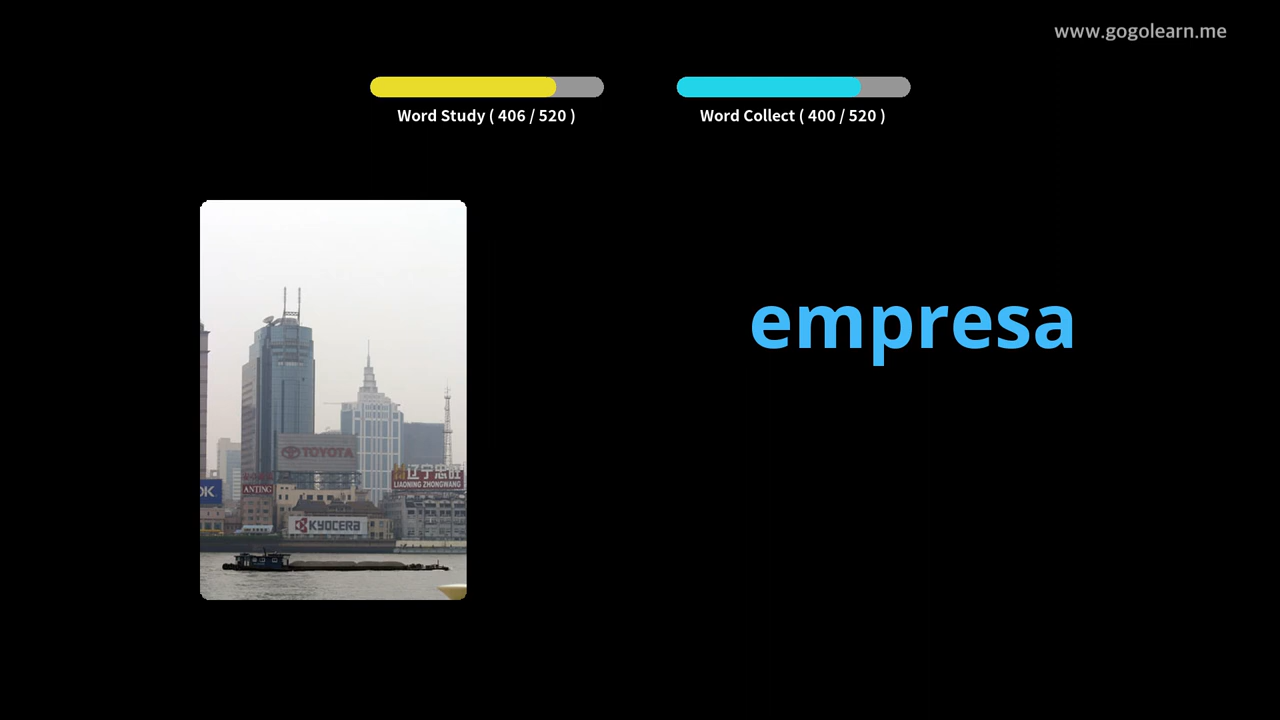 www.gogolearn.me
Word Study ( 406 / 520 )
Word Collect ( 400 / 520 )
empresa
TOYOTA
辽宁忠旺
LIAONING ZHONGWANG
ANTING
OK
KYOCERA